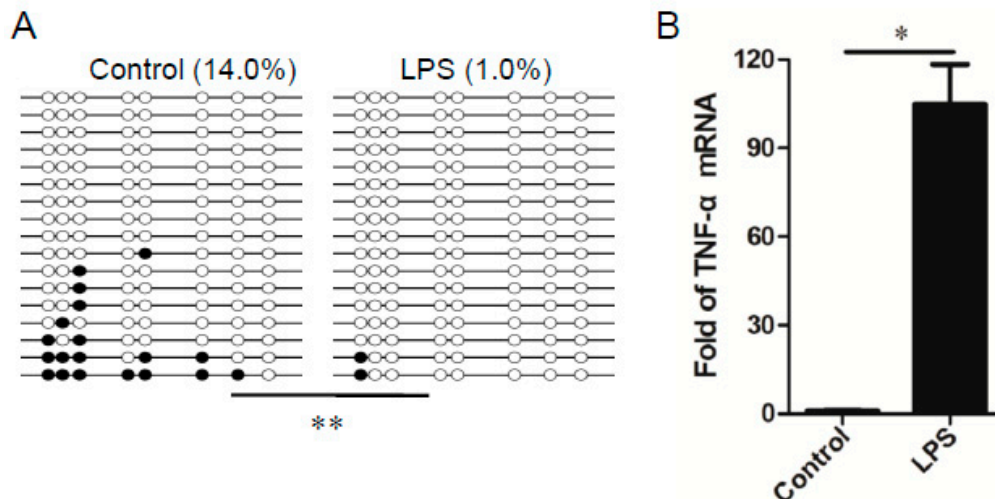 A
Control (14.0%)
LPS (1.0%)
**
B
*
Fold of TNF-α mRNA
120
90
60
30
0
Control
LPS